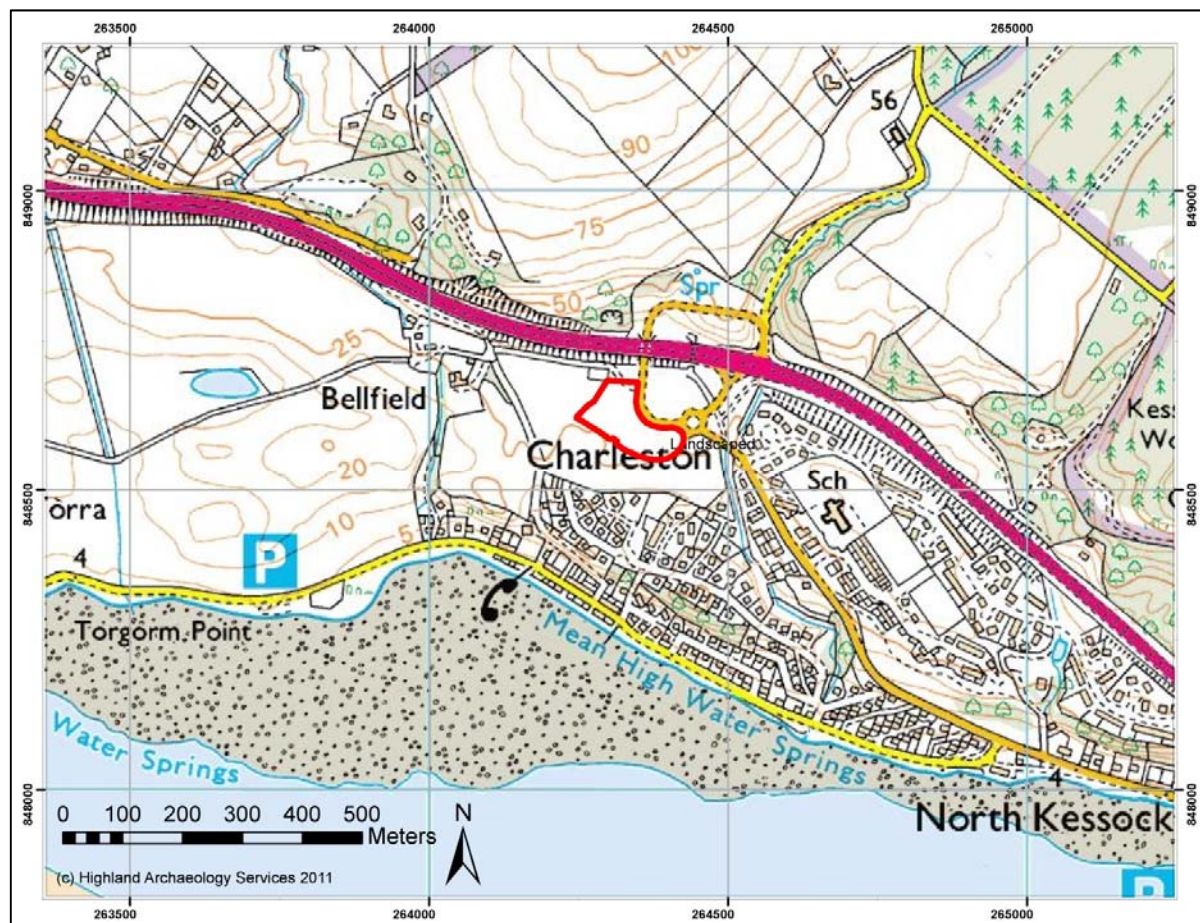 263500 264000 264500 265000
100
56
90
849000 849000
75
50
Spr
25
Bellfield
Landscaped
Charleston
Sch
20
848500 848500
10
5
4
P
Torgorm Point
Mean High Water Springs
Water Springs
4
848000 848000
North Kessock
0 100 200 300 400 500
Meters
N
P
(c) Highland Archaeology Services 2011
263500 264000 264500 265000